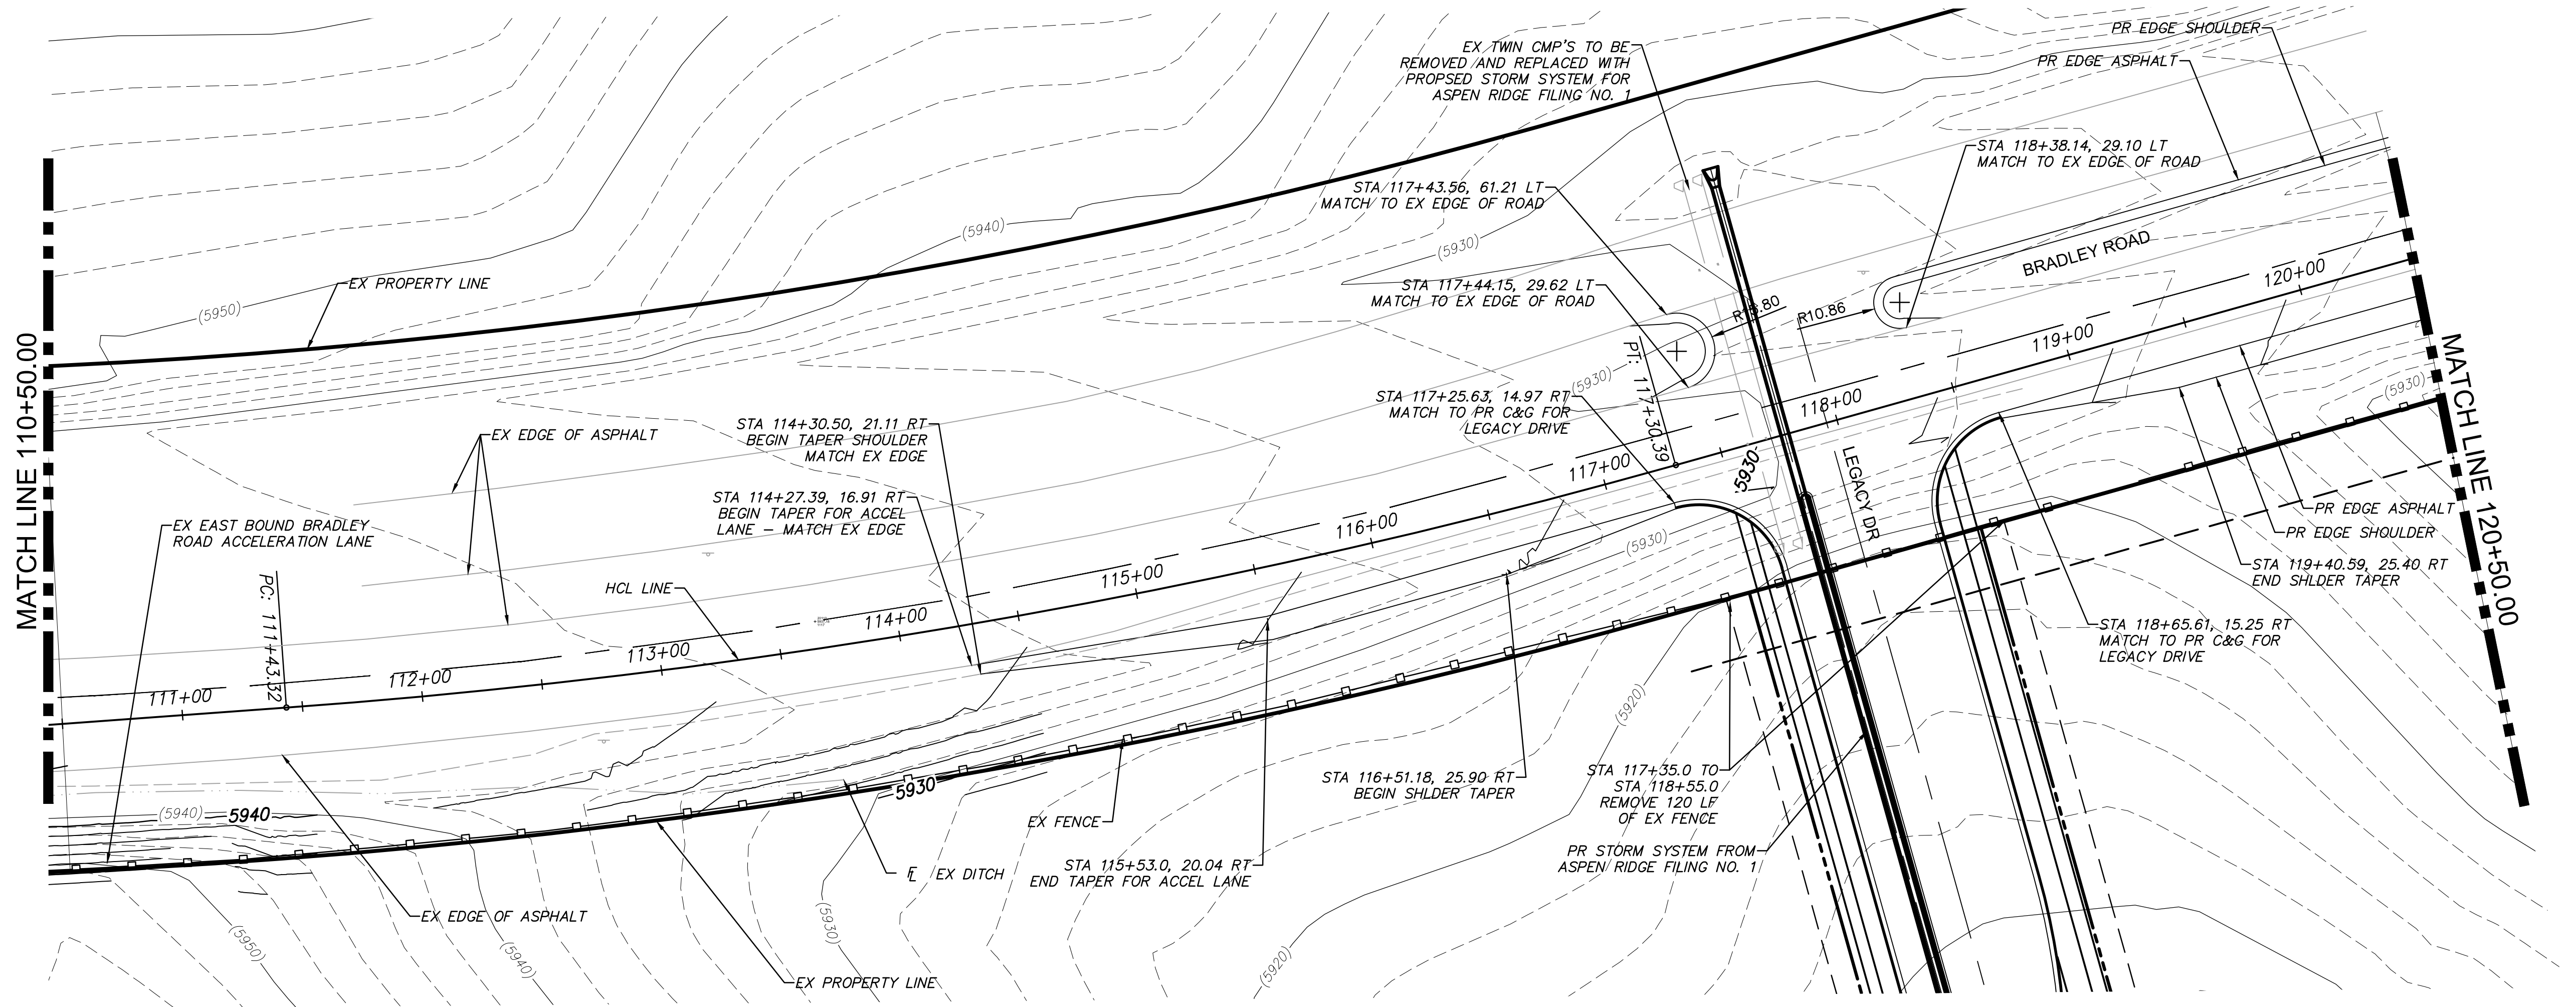 PR EDGE SHOULDER
PR EDGE ASPHALT
EX TWIN CMP'S TO BE
REMOVED AND REPLACED WITH
PROPSED STORM SYSTEM FOR
ASPEN RIDGE FILING NO. 1
STA 118+38.14, 29.10 LT
MATCH TO EX EDGE OF ROAD
STA 117+43.56, 61.21 LT
MATCH TO EX EDGE OF ROAD
(5940)
(5930)
BRADLEY ROAD
120+00
EX PROPERTY LINE
STA 117+44.15, 29.62 LT
MATCH TO EX EDGE OF ROAD
(5950)
R10.86
119+00
MATCH LINE 110+50.00
PT: 117+30.39
(5930)
(5930)
STA 117+25.63, 14.97 RT
MATCH TO PR C&G FOR
LEGACY DRIVE
118+00
MATCH LINE 120+50.00
STA 114+30.50, 21.11 RT
BEGIN TAPER SHOULDER
MATCH EX EDGE
EX EDGE OF ASPHALT
117+00
5930
LEGACY DR
STA 114+27.39, 16.91 RT
BEGIN TAPER FOR ACCEL
LANE - MATCH EX EDGE
116+00
PR EDGE ASPHALT
PR EDGE SHOULDER
EX EAST BOUND BRADLEY
ROAD ACCELERATION LANE
(5930)
STA 119+40.59, 25.40 RT
END SHLDER TAPER
PC: 111+43.32
HCL LINE
115+00
114+00
113+00
112+00
111+00
STA 118+65.61, 15.25 RT
MATCH TO PR C&G FOR
LEGACY DRIVE
(5920)
STA 116+51.18, 25.90 RT
BEGIN SHLDER TAPER
STA 117+35.0 TO
STA 118+55.0
REMOVE 120 LF
OF EX FENCE
5930
(5940)
5940
EX FENCE
PR STORM SYSTEM FROM
ASPEN RIDGE FILING NO. 1
STA 115+53.0, 20.04 RT
END TAPER FOR ACCEL LANE
EX DITCH
EX EDGE OF ASPHALT
(5950)
(5940)
(5930)
(5920)
EX PROPERTY LINE